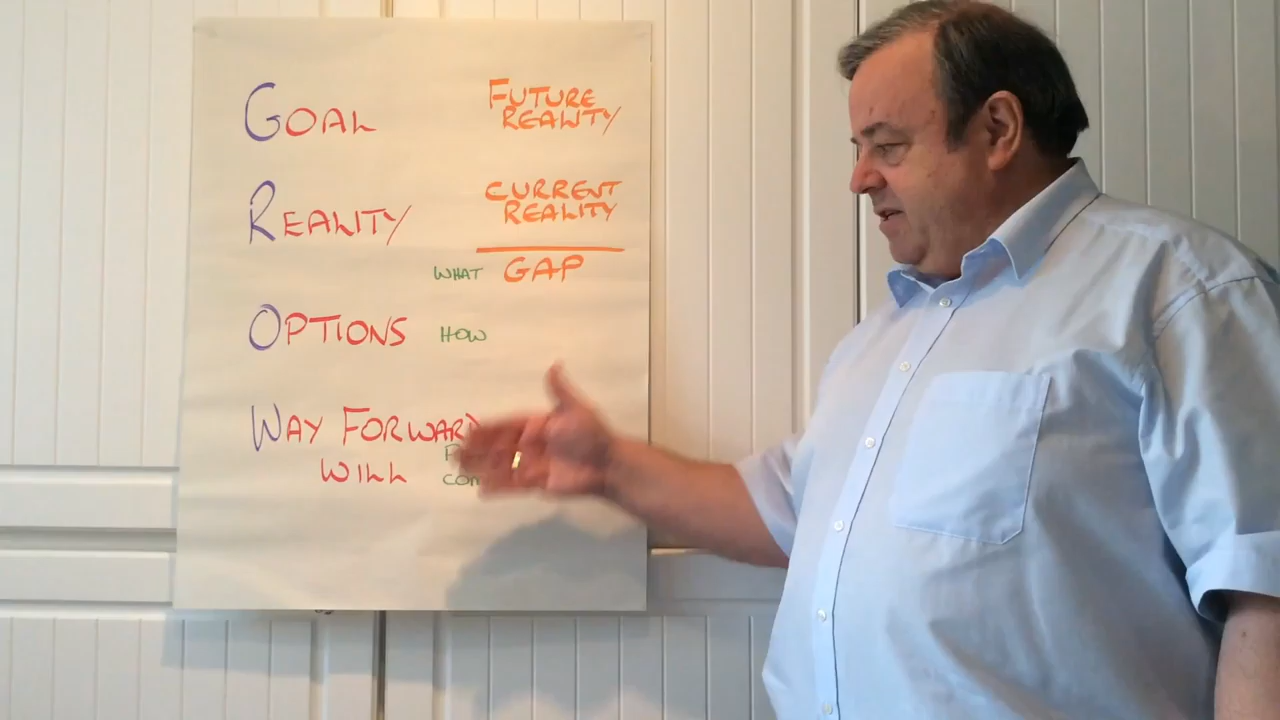 GOAL
FUTURE
REALITY
REALITY
CURRENT
REALITY
WHAT GAP
OPTIONS HOW
WAY FORWARD
WILL